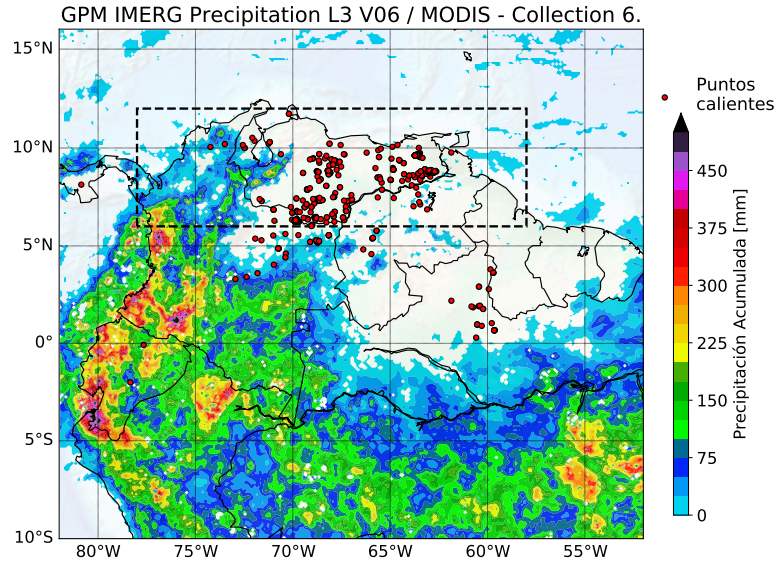 GPM IMERG Precipitation L3 V06 / MODIS - Collection 6.
15°N
10°N
5°N
0°
5°S
10°S
80°W
75°W
70°W
65°W
60°W
55°W
Puntos
calientes
450
375
300
225
150
75
0
Precipitación Acumulada [mm]